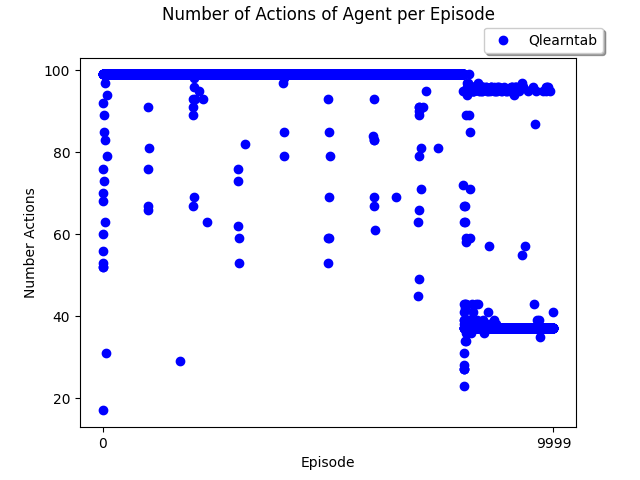 Number of Actions of Agent per Episode
Qlearntab
100
80
60
40
20
Number Actions
0
9999
Episode